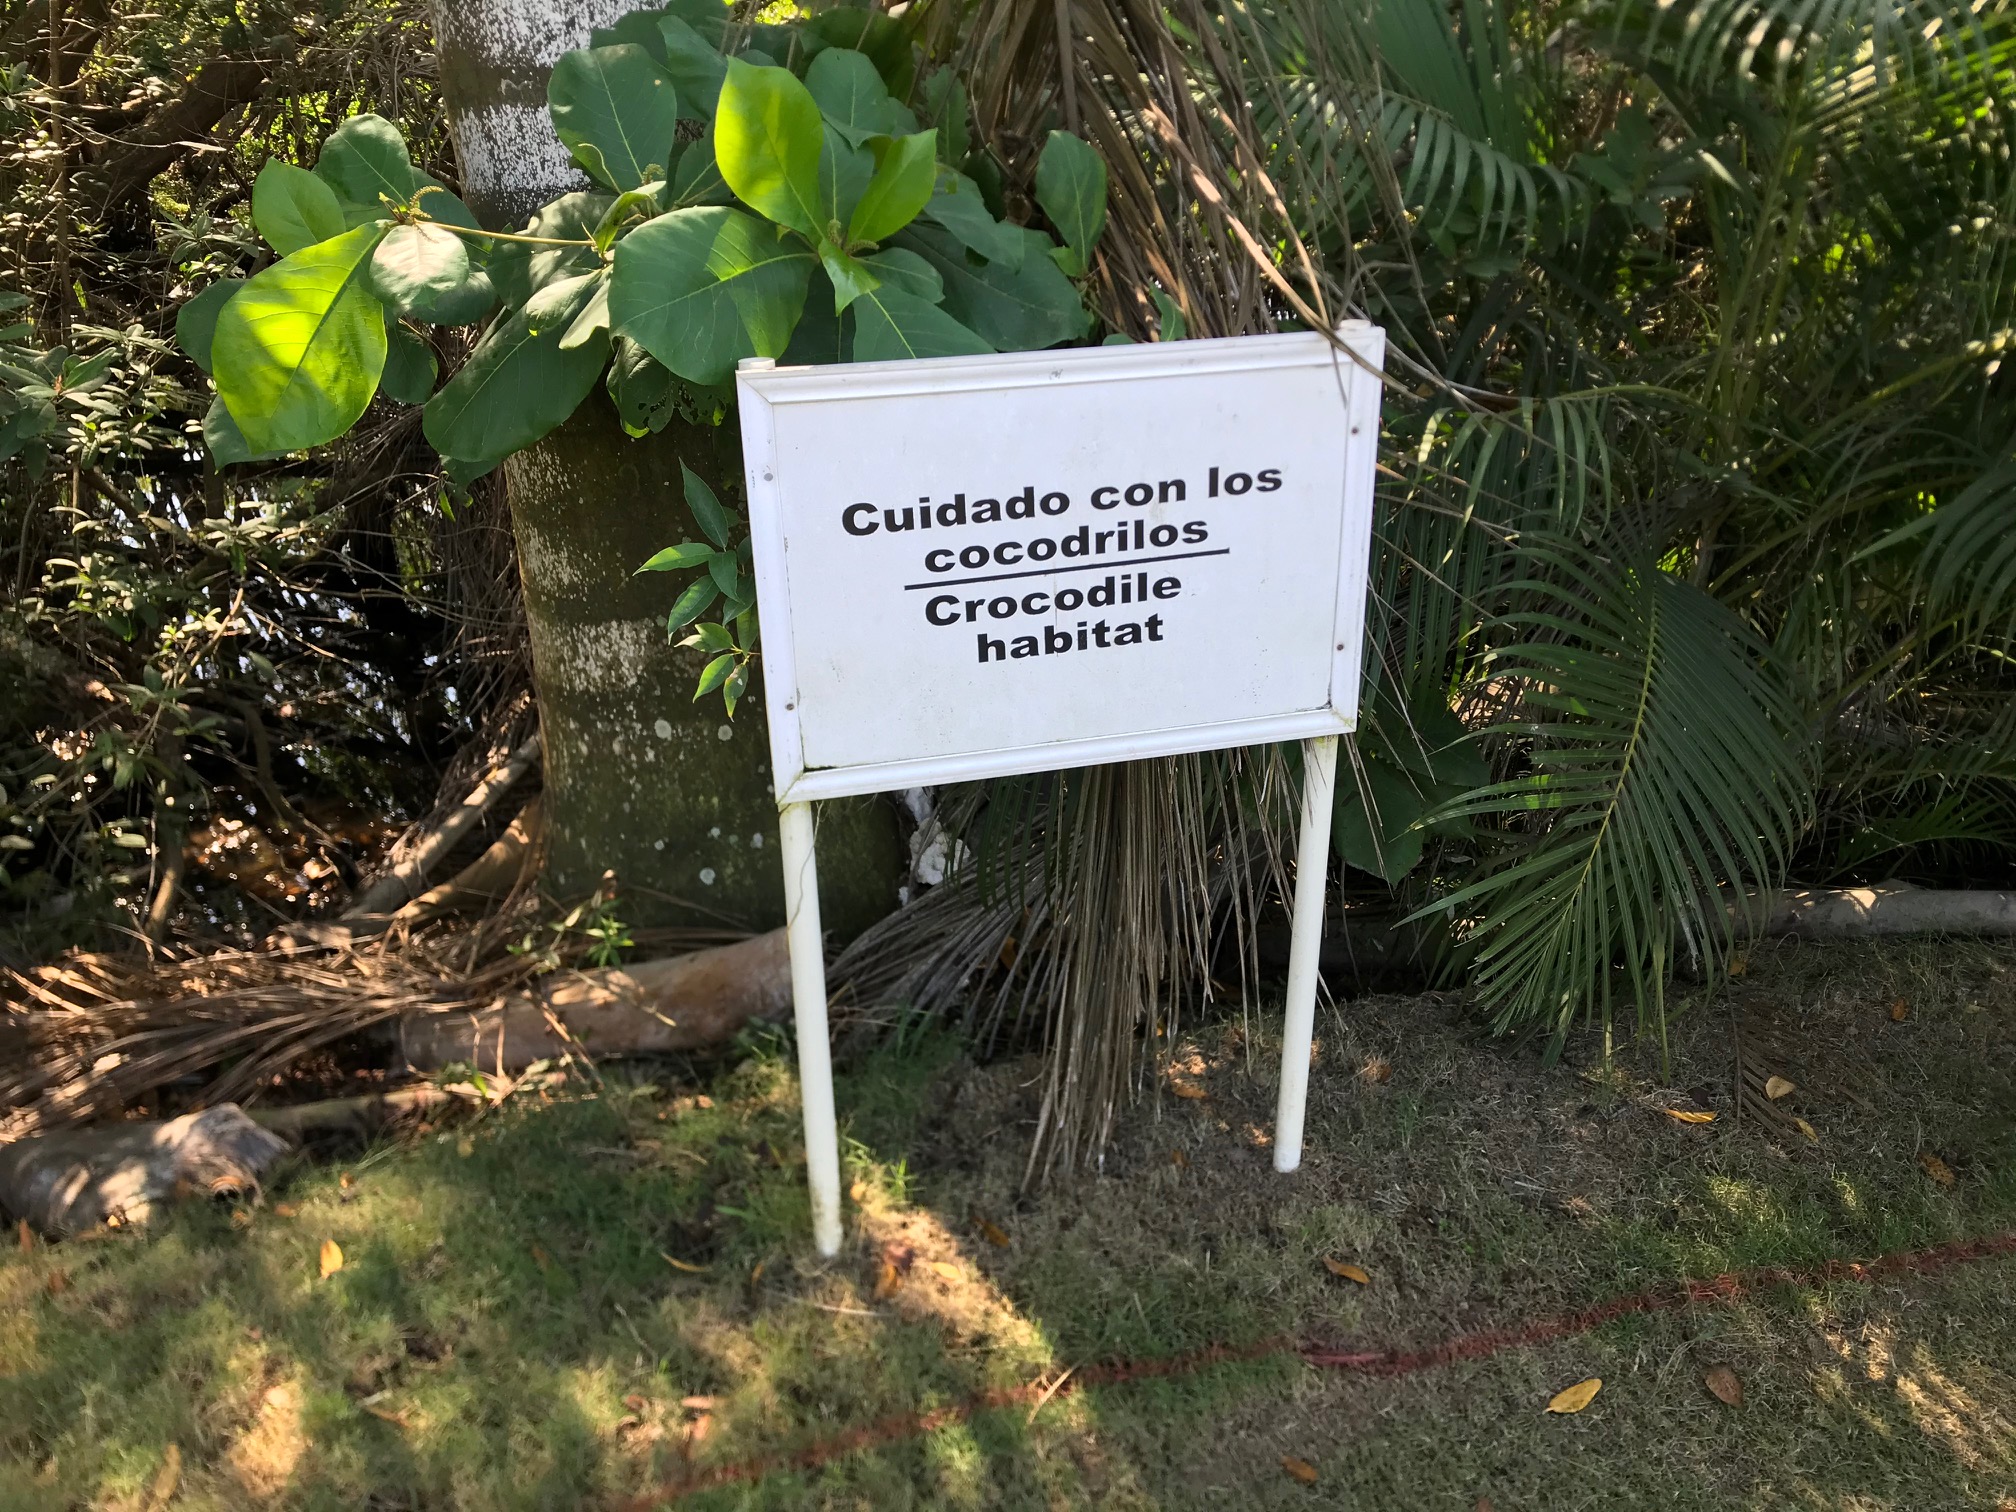 Cuidado con los
cocodrilos
Crocodile
habitat